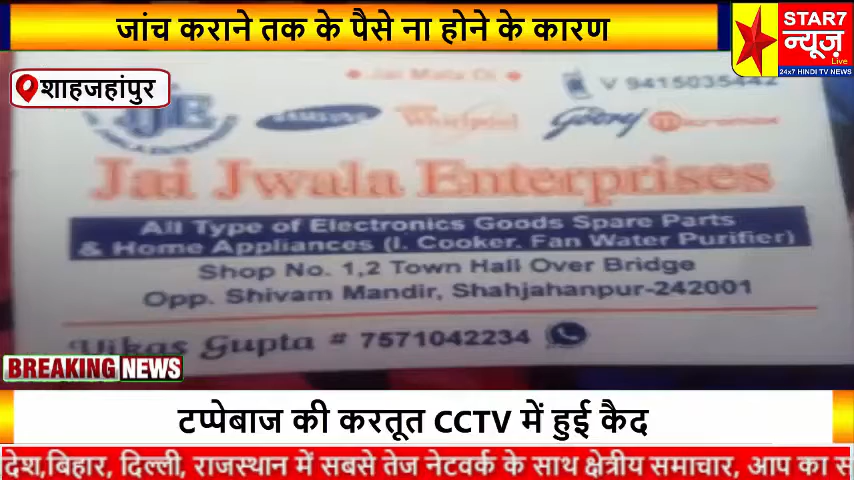 जांच कराने तक के पैसे ना होने के कारण
STAR7
न्यूज़
Live
24x7 HINDI TV NEWS
शाहजहांपुर
Jai Mata Di
V 9415035442
JJE
SAMSUNG Whirlpool Godrej micromax
Jai Jwala Enterprises
All Type of Electronics Goods Spare Parts
& Home Appliances (I. Cooker. Fan Water Purifier)
Shop No. 1,2 Town Hall Over Bridge
Opp. Shivam Mandir, Shahjahanpur-242001
Vikas Gupta # 7571042234
BREAKING NEWS
टप्पेबाज की करतूत CCTV में हुई कैद
देश,बिहार, दिल्ली, राजस्थान में सबसे तेज नेटवर्क के साथ क्षेत्रीय समाचार, आप का स